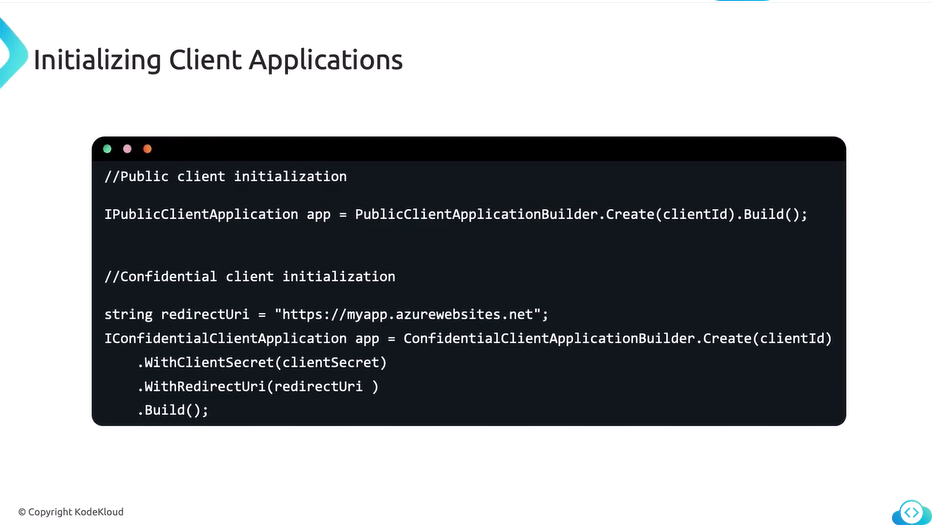 Initializing Client Applications
//Public client initialization
IPublicClientApplication app = PublicClientApplicationBuilder.Create(clientId).Build();
//Confidential client initialization
string redirectUri = "https://myapp.azurewebsites.net";
IConfidentialClientApplication app = ConfidentialClientApplicationBuilder.Create(clientId)
    .WithClientSecret(clientSecret)
    .WithRedirectUri(redirectUri )
    .Build();
© Copyright KodeKloud